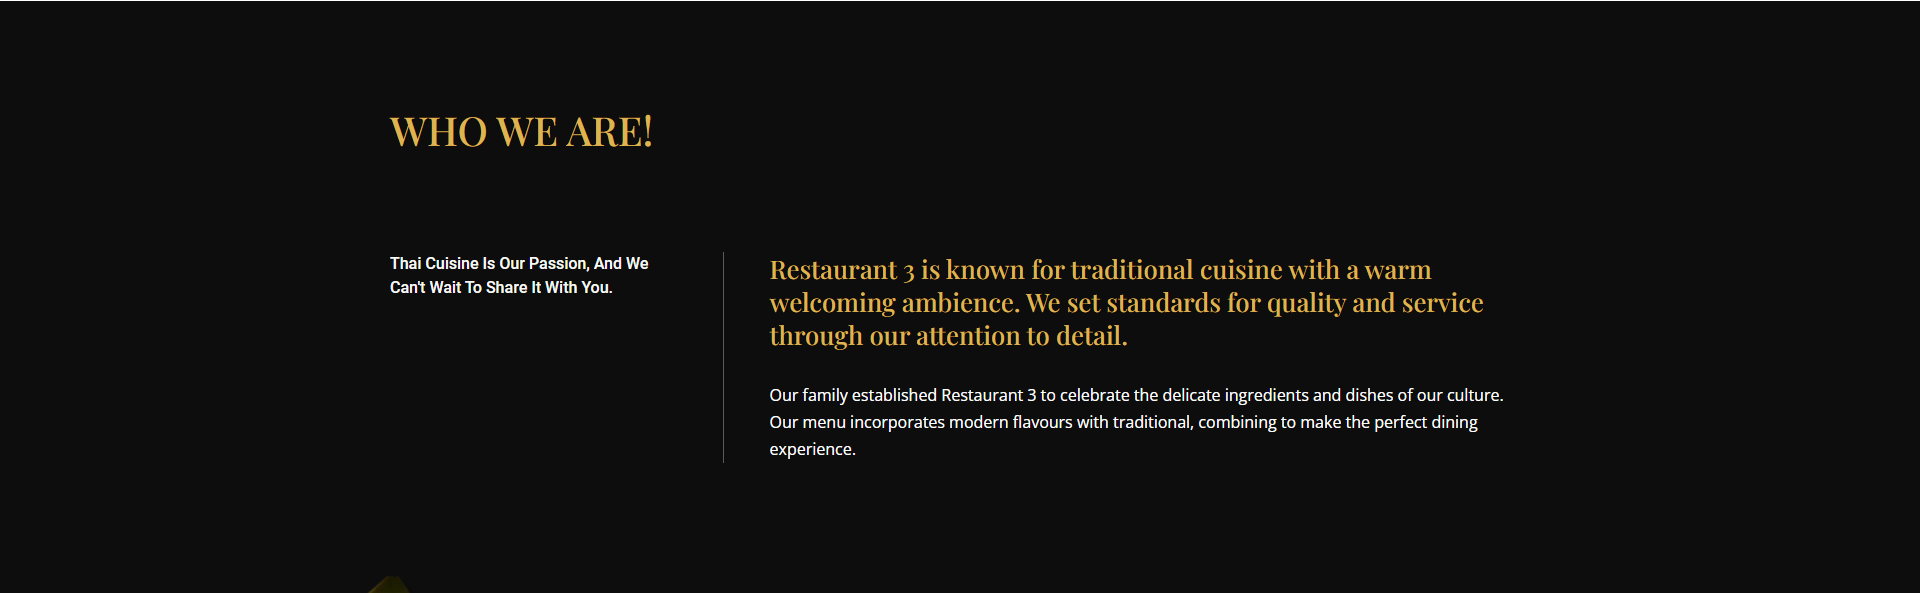 WHO WE ARE!
Thai Cuisine Is Our Passion, And We
Can't Wait To Share It With You.
Restaurant 3 is known for traditional cuisine with a warm
welcoming ambience. We set standards for quality and service
through our attention to detail.
Our family established Restaurant 3 to celebrate the delicate ingredients and dishes of our culture.
Our menu incorporates modern flavours with traditional, combining to make the perfect dining
experience.